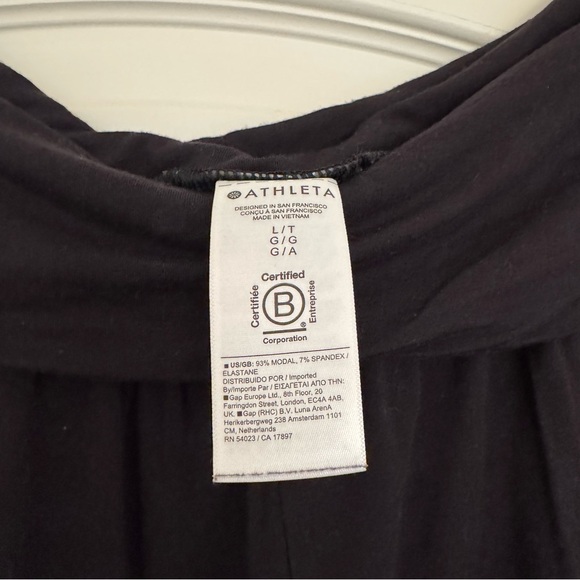 ATHLETA
DESIGNED IN SAN FRANCISCO
CONÇU À SAN FRANCISCO
MADE IN VIETNAM
L/T
G/G
G/A
Certified
Certifiée
B
®
Entreprise
Corporation
US/GB: 93% MODAL, 7% SPANDEX /
ELASTANE
DISTRIBUIDO POR / Imported
By/Importe Par / ΕΙΣΑΓΕΤΑΙ ΑΠΟ ΤΗΝ:
Gap Europe Ltd., 8th Floor, 20
Farringdon Street, London, EC4A 4AB,
UK. Gap (RHC) B.V. Luna ArenA
Herikerbergweg 238 Amsterdam 1101
CM, Netherlands
RN 54023 / CA 17897